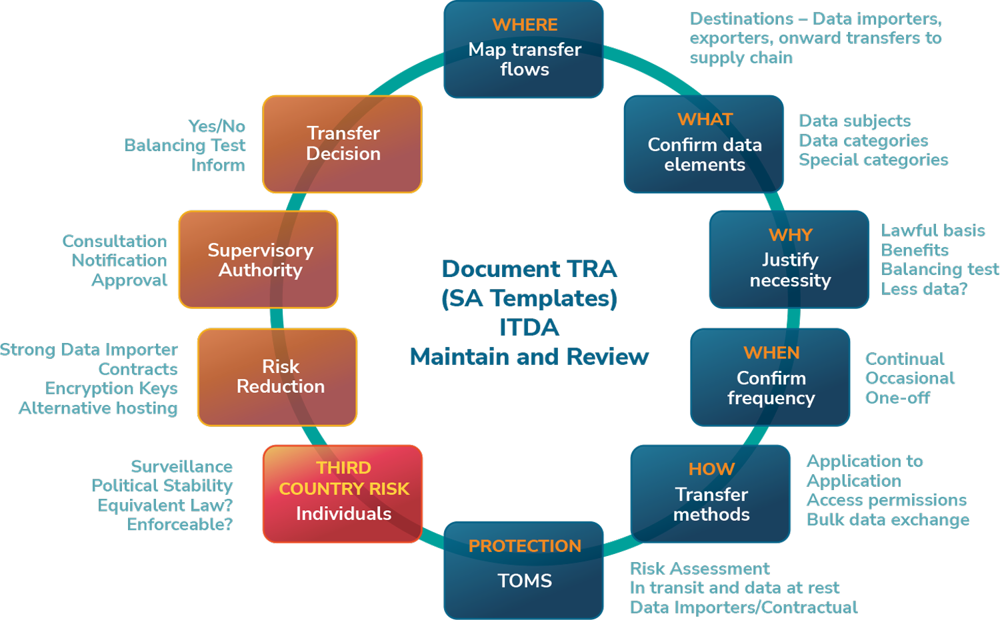 WHERE
Map transfer
flows
Destinations – Data importers,
exporters, onward transfers to
supply chain
WHAT
Confirm data
elements
Data subjects
Data categories
Special categories
WHY
Justify
necessity
Lawful basis
Benefits
Balancing test
Less data?
WHEN
Confirm
frequency
Continual
Occasional
One-off
HOW
Transfer
methods
Application to
Application
Access permissions
Bulk data exchange
PROTECTION
TOMS
Risk Assessment
In transit and data at rest
Data Importers/Contractual
THIRD
COUNTRY RISK
Individuals
Surveillance
Political Stability
Equivalent Law?
Enforceable?
Risk
Reduction
Strong Data Importer
Contracts
Encryption Keys
Alternative hosting
Supervisory
Authority
Consultation
Notification
Approval
Transfer
Decision
Yes/No
Balancing Test
Inform
Document TRA
(SA Templates)
ITDA
Maintain and Review